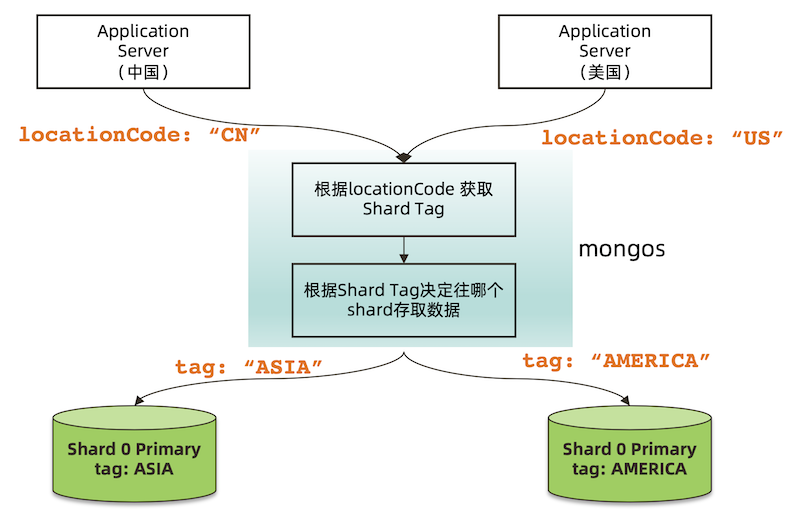 Application
Server
（中国）
Application
Server
（美国）
locationCode: “CN”
locationCode: “US”
根据locationCode 获取
Shard Tag
mongos
根据Shard Tag决定往哪个
shard存取数据
tag: “ASIA”
tag: “AMERICA”
Shard 0 Primary
tag: ASIA
Shard 0 Primary
tag: AMERICA